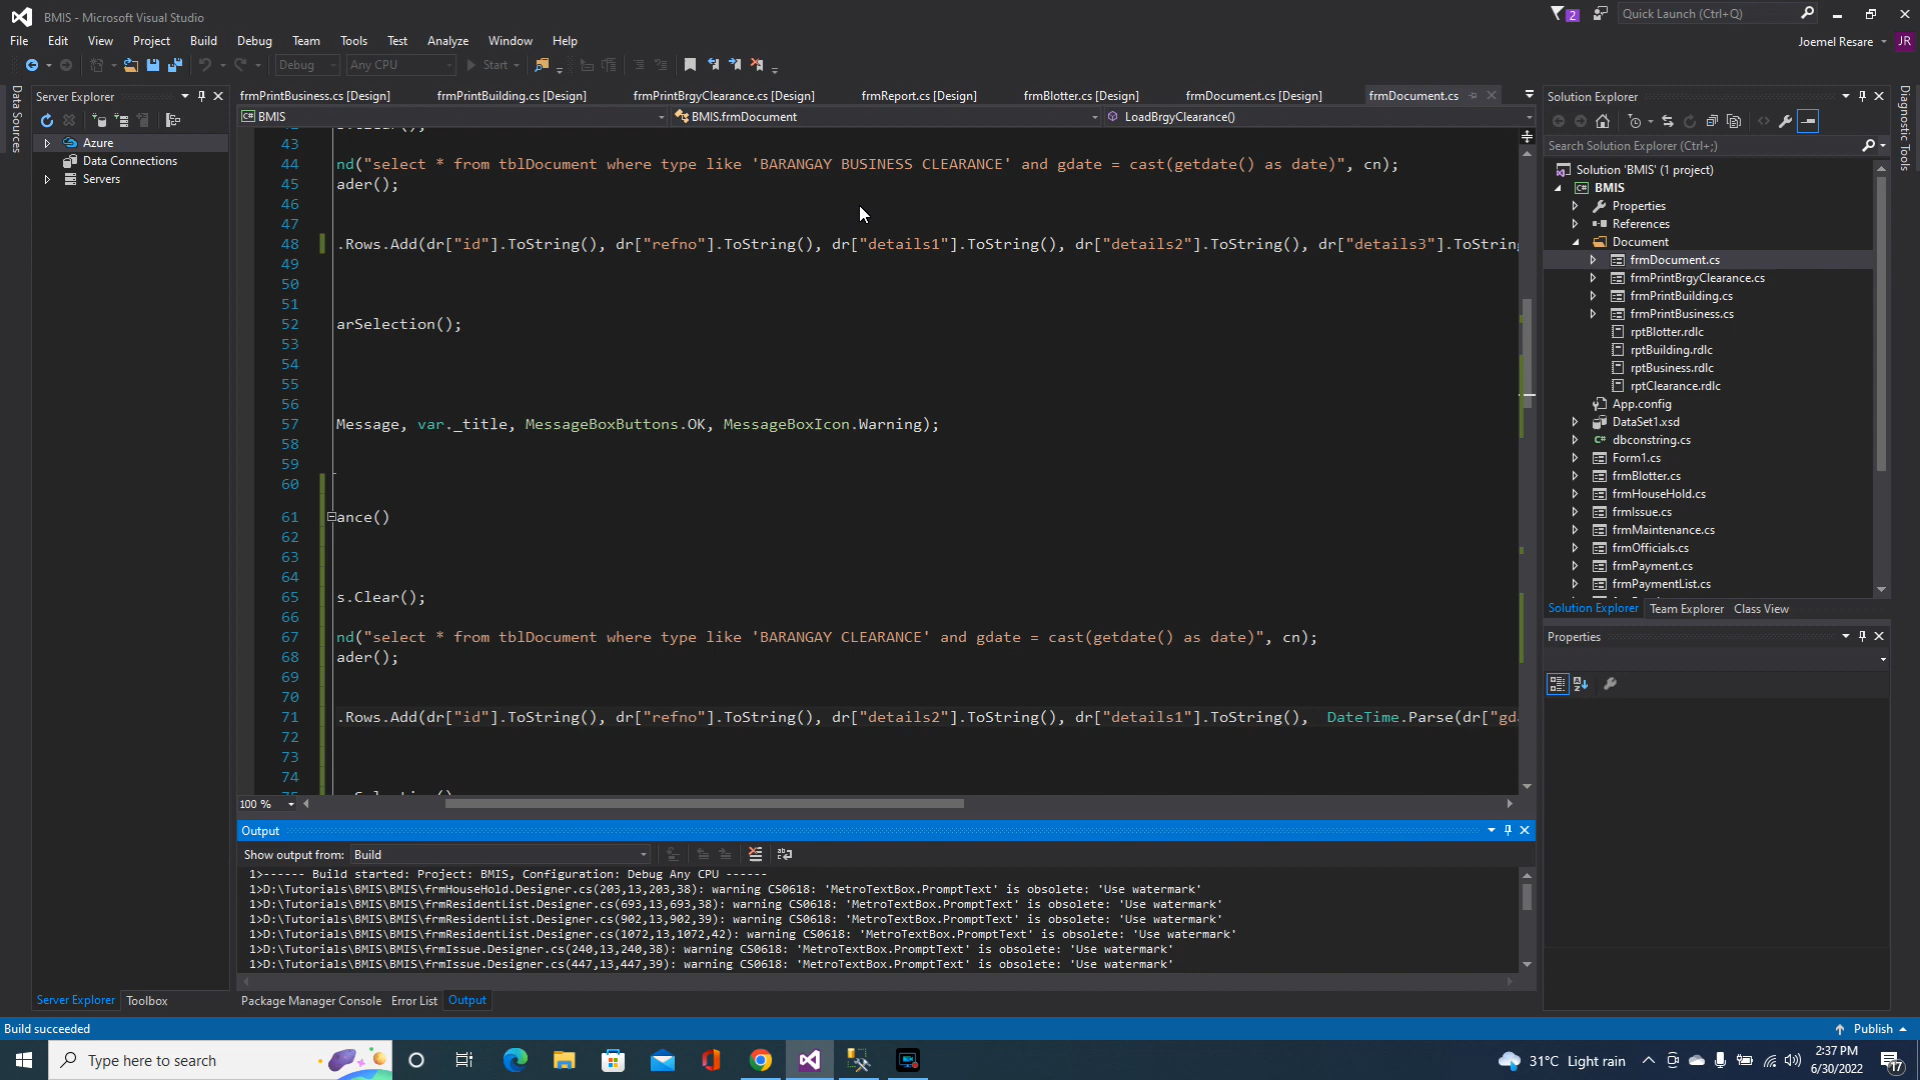 BMIS - Microsoft Visual Studio
2
Quick Launch (Ctrl+Q)
File Edit View Project Build Debug Team Tools Test Analyze Window Help
Joemel Resare JR
Debug Any CPU Start
Data Sources
Server Explorer
Azure
Data Connections
Servers
frmPrintBusiness.cs [Design] frmPrintBuilding.cs [Design] frmPrintBrgyClearance.cs [Design] frmReport.cs [Design] frmBlotter.cs [Design] frmDocument.cs [Design] frmDocument.cs
BMIS BMIS.frmDocument LoadBrgyClearance()
43
44 nd("select * from tblDocument where type like 'BARANGAY BUSINESS CLEARANCE' and gdate = cast(getdate() as date)", cn);
45 ader();
46
47
48 .Rows.Add(dr["id"].ToString(), dr["refno"].ToString(), dr["details1"].ToString(), dr["details2"].ToString(), dr["details3"].ToString
49
50
51
52 arSelection();
53
54
55
56
57 Message, var._title, MessageBoxButtons.OK, MessageBoxIcon.Warning);
58
59
60
61 ance()
62
63
64
65 s.Clear();
66
67 nd("select * from tblDocument where type like 'BARANGAY CLEARANCE' and gdate = cast(getdate() as date)", cn);
68 ader();
69
70
71 .Rows.Add(dr["id"].ToString(), dr["refno"].ToString(), dr["details2"].ToString(), dr["details1"].ToString(),  DateTime.Parse(dr["gd
72
73
74
100 %
Output
Show output from: Build
1>------ Build started: Project: BMIS, Configuration: Debug Any CPU ------
1>D:\Tutorials\BMIS\BMIS\frmHouseHold.Designer.cs(203,13,203,38): warning CS0618: 'MetroTextBox.PromptText' is obsolete: 'Use watermark'
1>D:\Tutorials\BMIS\BMIS\frmResidentList.Designer.cs(693,13,693,38): warning CS0618: 'MetroTextBox.PromptText' is obsolete: 'Use watermark'
1>D:\Tutorials\BMIS\BMIS\frmResidentList.Designer.cs(902,13,902,39): warning CS0618: 'MetroTextBox.PromptText' is obsolete: 'Use watermark'
1>D:\Tutorials\BMIS\BMIS\frmResidentList.Designer.cs(1072,13,1072,42): warning CS0618: 'MetroTextBox.PromptText' is obsolete: 'Use watermark'
1>D:\Tutorials\BMIS\BMIS\frmIssue.Designer.cs(240,13,240,38): warning CS0618: 'MetroTextBox.PromptText' is obsolete: 'Use watermark'
1>D:\Tutorials\BMIS\BMIS\frmIssue.Designer.cs(447,13,447,39): warning CS0618: 'MetroTextBox.PromptText' is obsolete: 'Use watermark'
Server Explorer Toolbox
Package Manager Console Error List Output
Solution Explorer
Search Solution Explorer (Ctrl+;)
Solution 'BMIS' (1 project)
BMIS
Properties
References
Document
frmDocument.cs
frmPrintBrgyClearance.cs
frmPrintBuilding.cs
frmPrintBusiness.cs
rptBlotter.rdlc
rptBuilding.rdlc
rptBusiness.rdlc
rptClearance.rdlc
App.config
DataSet1.xsd
dbconstring.cs
Form1.cs
frmBlotter.cs
frmHouseHold.cs
frmIssue.cs
frmMaintenance.cs
frmOfficials.cs
frmPayment.cs
frmPaymentList.cs
Solution Explorer Team Explorer Class View
Properties
Diagnostic Tools
Build succeeded
Publish
Type here to search
31°C Light rain
2:37 PM
6/30/2022
17